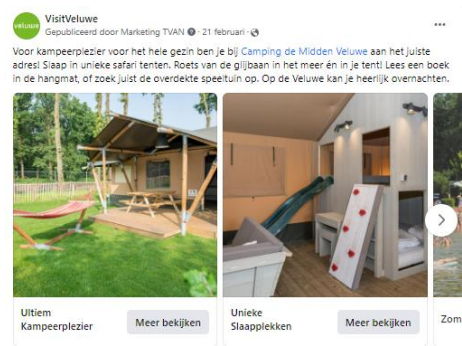 veluwe
VisitVeluwe
Gepubliceerd door Marketing TVAN · 21 februari ·
Voor kampeerplezier voor het hele gezin ben je bij Camping de Midden Veluwe aan het juiste
adres! Slaap in unieke safari tenten. Roets van de glijbaan in het meer én in je tent! Lees een boek
in de hangmat, of zoek juist de overdekte speeltuin op. Op de Veluwe kan je heerlijk overnachten.
Ultiem
Kampeerplezier
Meer bekijken
Unieke
Slaapplekken
Meer bekijken
Zom